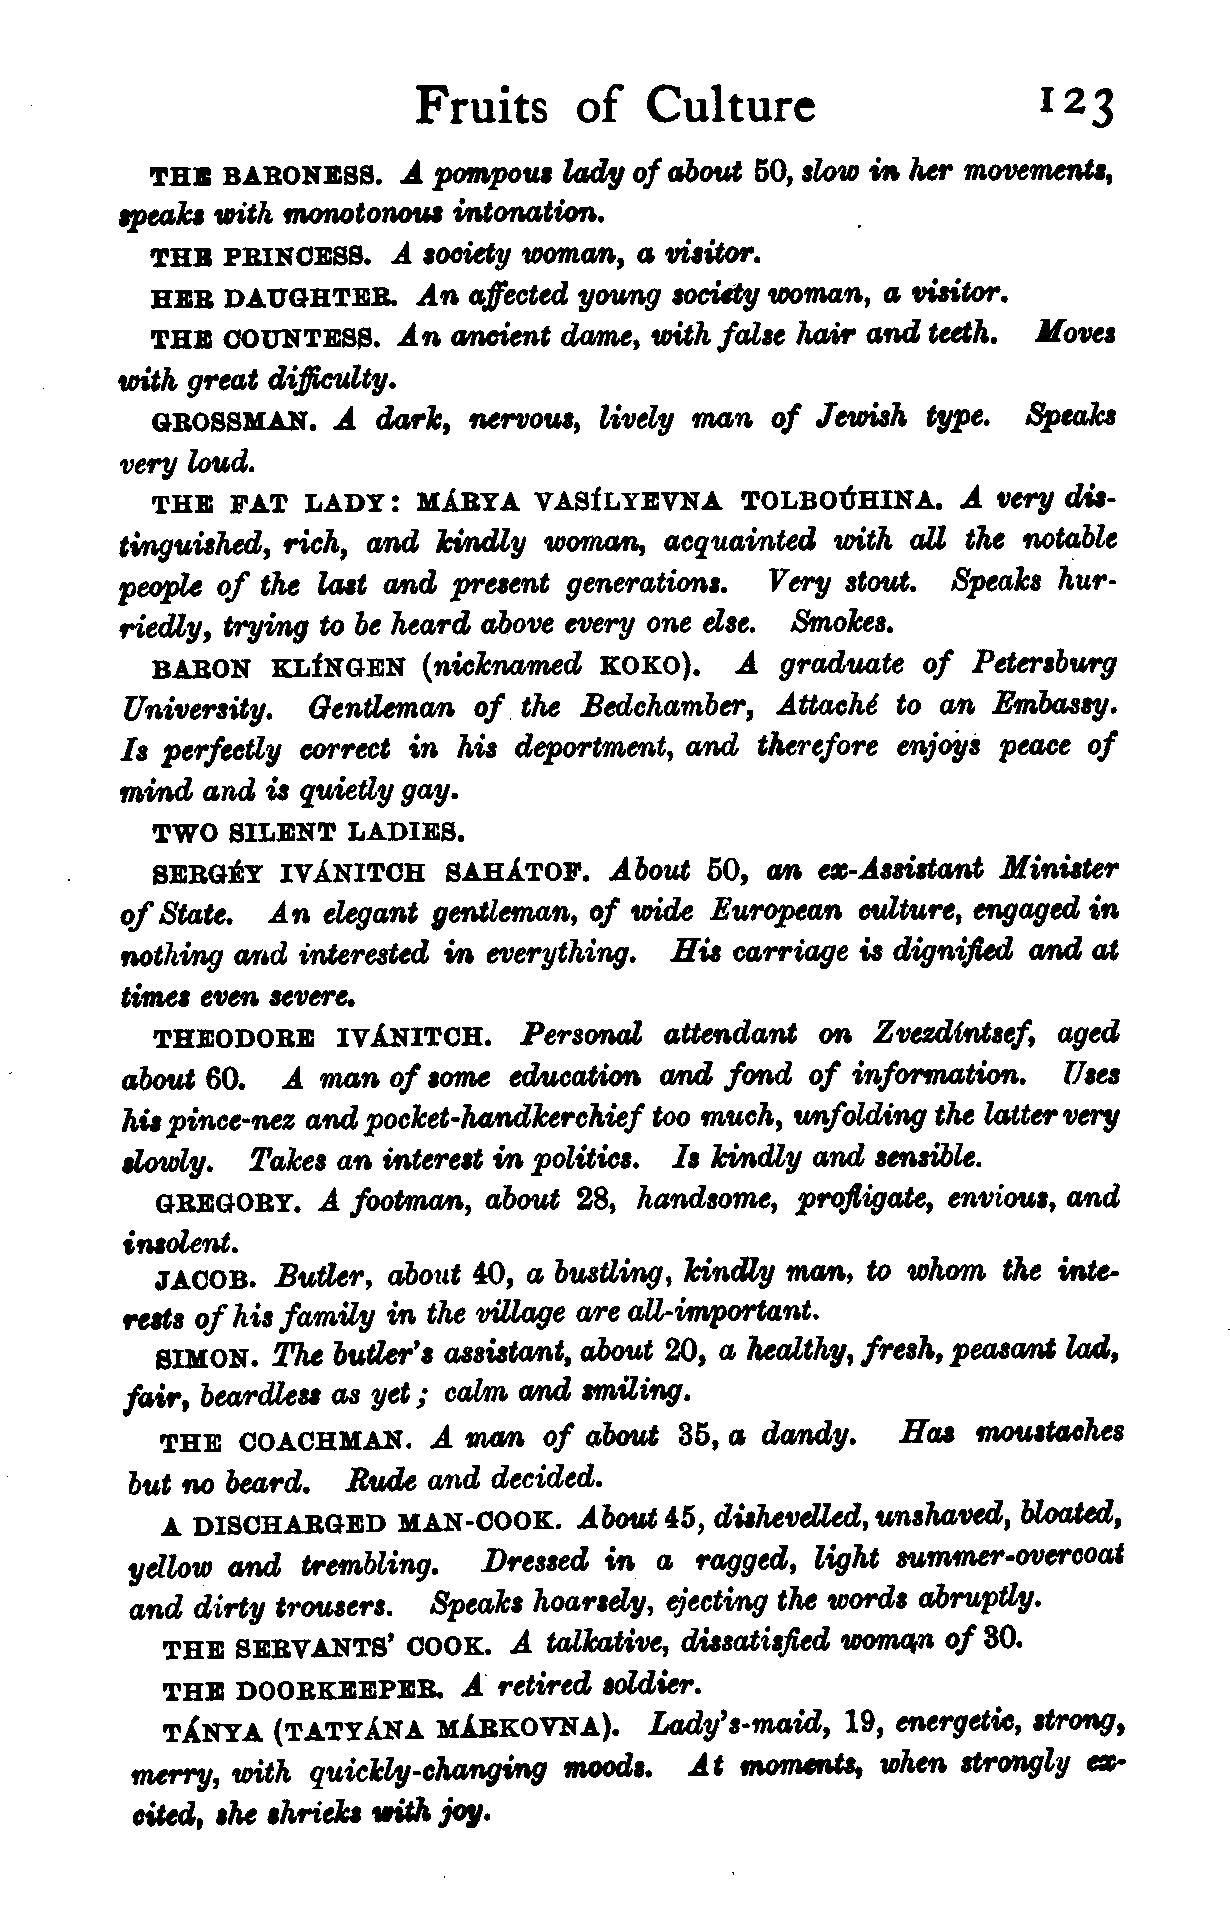 Fruits of Culture 123
THE BARONESS. A pompous lady of about 50, slow in her movements,
speaks with monotonous intonation.
THE PRINCESS. A society woman, a visitor.
HER DAUGHTER. An affected young society woman, a visitor.
THE COUNTESS. An ancient dame, with false hair and teeth. Moves
with great difficulty.
GROSSMAN. A dark, nervous, lively man of Jewish type. Speaks
very loud.
THE FAT LADY: MÁRYA VASÍLYEVNA TOLBOÚHINA. A very dis-
tinguished, rich, and kindly woman, acquainted with all the notable
people of the last and present generations. Very stout. Speaks hur-
riedly, trying to be heard above every one else. Smokes.
BARON KLÍNGEN (nicknamed KOKO). A graduate of Petersburg
University. Gentleman of the Bedchamber, Attaché to an Embassy.
Is perfectly correct in his deportment, and therefore enjoys peace of
mind and is quietly gay.
TWO SILENT LADIES.
SERGÉY IVÁNITCH SAHÁTOF. About 50, an ex-Assistant Minister
of State. An elegant gentleman, of wide European culture, engaged in
nothing and interested in everything. His carriage is dignified and at
times even severe.
THEODORE IVÁNITCH. Personal attendant on Zvezdíntsef, aged
about 60. A man of some education and fond of information. Uses
his pince-nez and pocket-handkerchief too much, unfolding the latter very
slowly. Takes an interest in politics. Is kindly and sensible.
GREGORY. A footman, about 28, handsome, profligate, envious, and
insolent.
JACOB. Butler, about 40, a bustling, kindly man, to whom the inte-
rests of his family in the village are all-important.
SIMON. The butler's assistant, about 20, a healthy, fresh, peasant lad,
fair, beardless as yet; calm and smiling.
THE COACHMAN. A man of about 35, a dandy. Has moustaches
but no beard. Rude and decided.
A DISCHARGED MAN-COOK. About 45, dishevelled, unshaved, bloated,
yellow and trembling. Dressed in a ragged, light summer-overcoat
and dirty trousers. Speaks hoarsely, ejecting the words abruptly.
THE SERVANTS' COOK. A talkative, dissatisfied woman of 30.
THE DOORKEEPER. A retired soldier.
TÁNYA (TATYÁNA MÁRKOVNA). Lady's-maid, 19, energetic, strong,
merry, with quickly-changing moods. At moments, when strongly ex-
cited, she shrieks with joy.